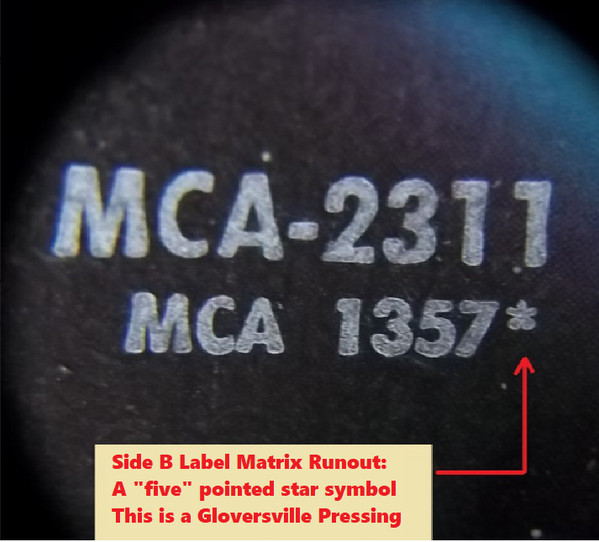 MCA-2311
MCA 1357*
Side B Label Matrix Runout:
A "five" pointed star symbol
This is a Gloversville Pressing